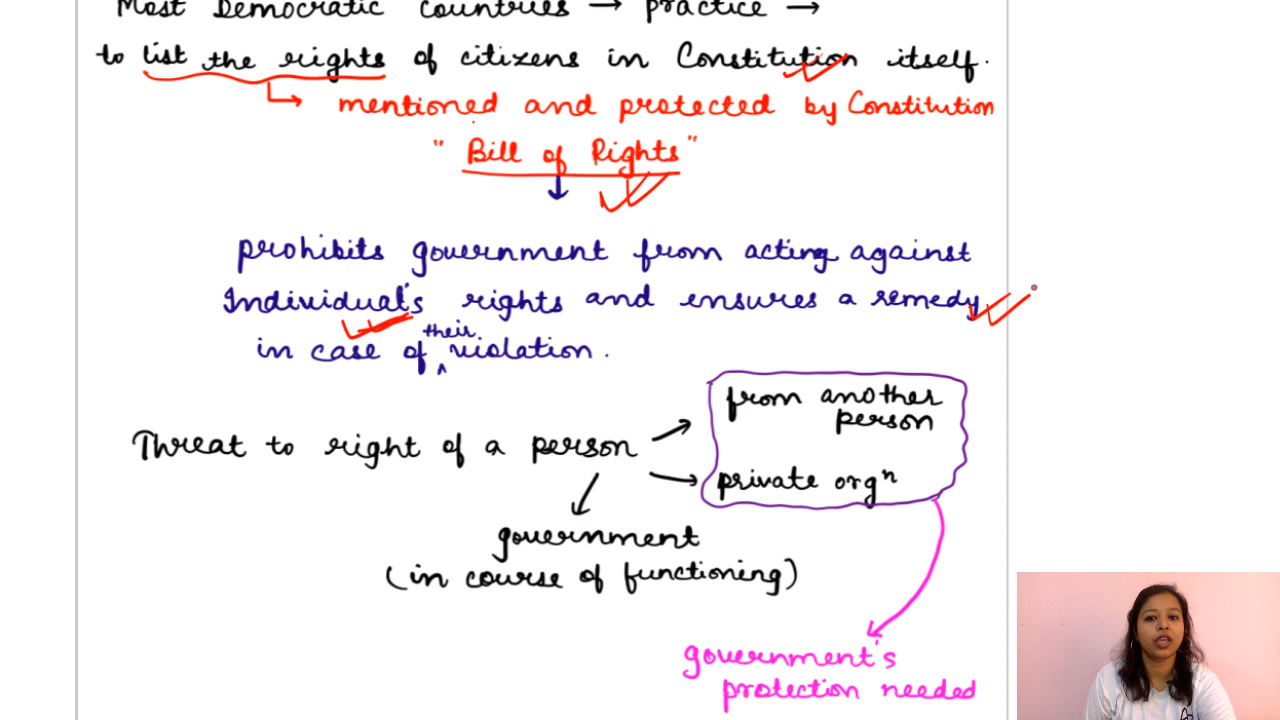 Most Democratic countries → practice →
to list the rights of citizens in Constitution itself.
mentioned and protected by Constitution
"Bill of Rights"
prohibits government from acting against
Individual's rights and ensures a remedy
in case of their violation.
Threat to right of a person
from another
person
private orgⁿ
government
(in course of functioning)
government's
protection needed